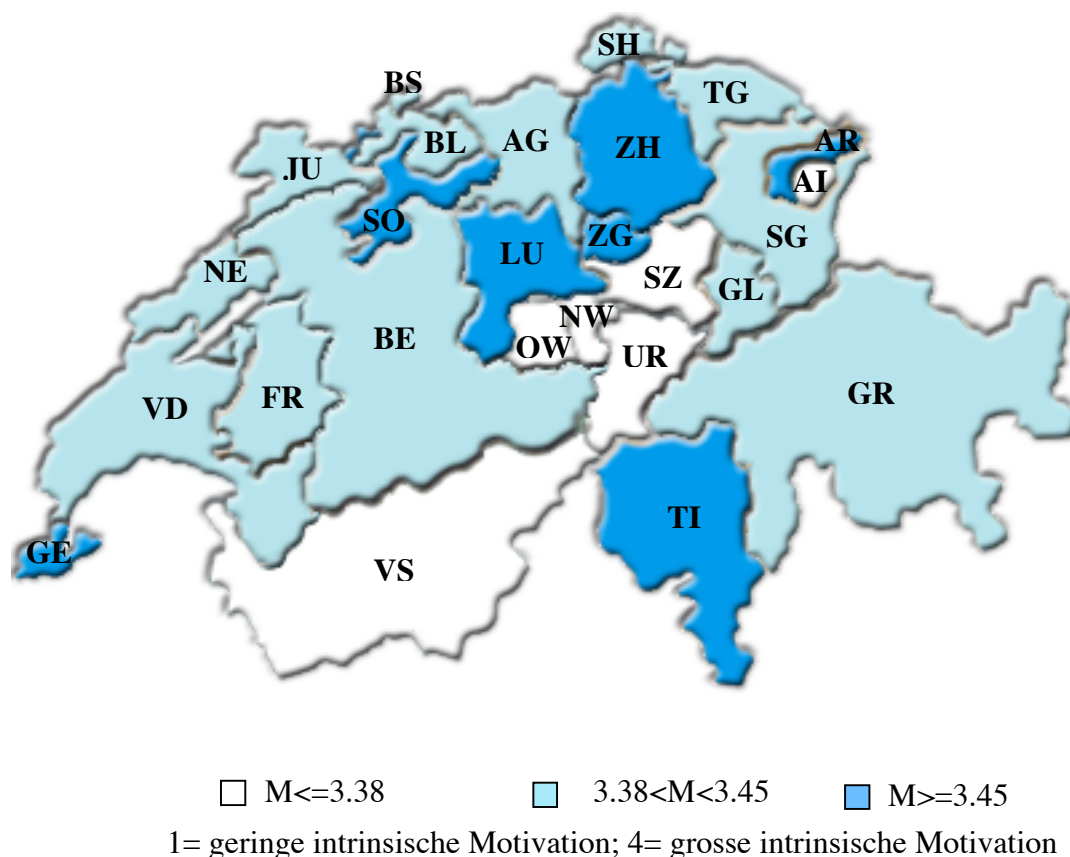 SH
BS
TG
BL
AG
ZH
AR
JU
AI
SO
ZG
SG
LU
NE
SZ
GL
NW
BE
OW
UR
FR
VD
GR
TI
GE
VS
M<=3.38
3.38<M<3.45
M>=3.45
1= geringe intrinsische Motivation; 4= grosse intrinsische Motivation